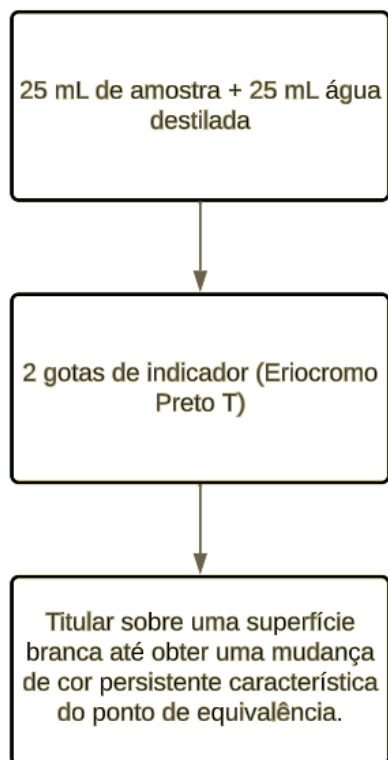 25 mL de amostra + 25 mL água
destilada
2 gotas de indicador (Eriocromo
Preto T)
Titular sobre uma superfície
branca até obter uma mudança
de cor persistente característica
do ponto de equivalência.